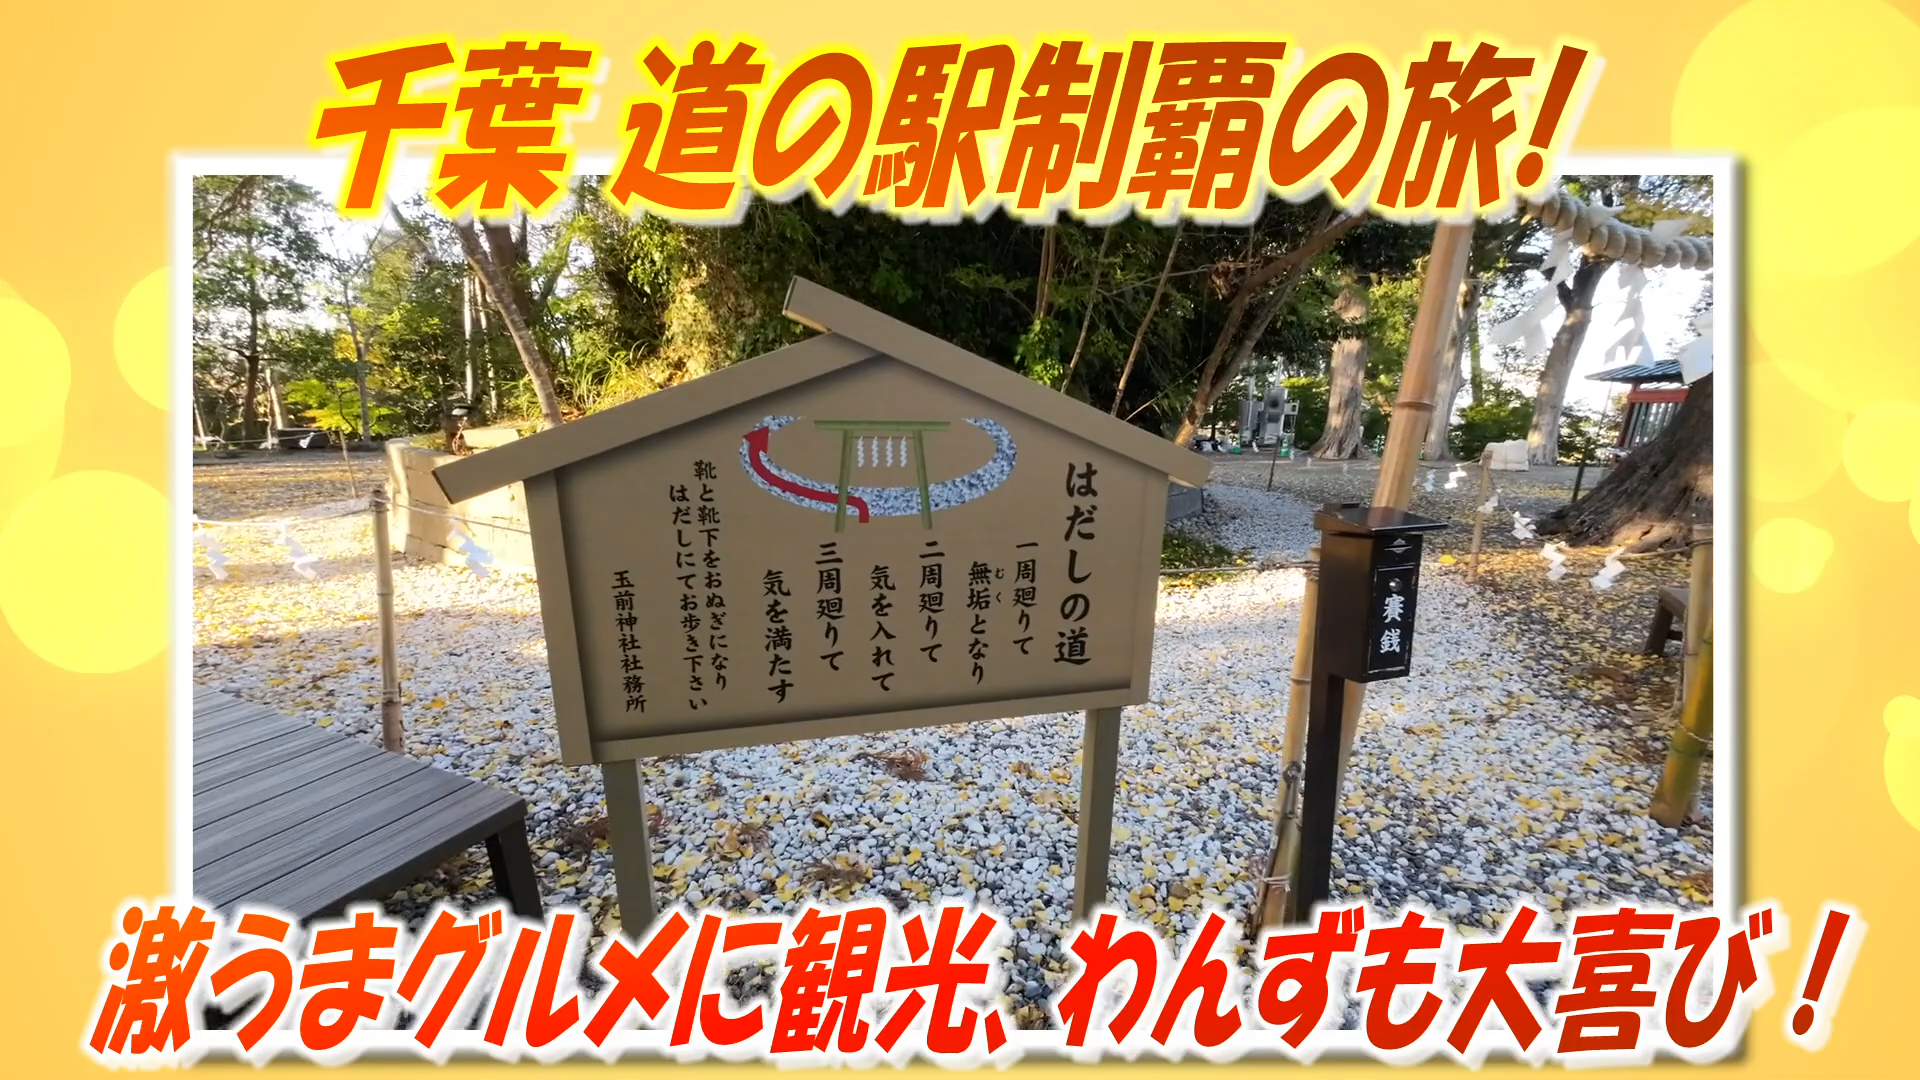 千葉 道の駅制覇の旅!
はだしの道
一周廻りて
無垢となり
むく
二周廻りて
気を入れて
三周廻りて
気を満たす
靴と靴下をおぬぎになり
はだしにてお歩き下さい
玉前神社社務所
賽銭
激うまグルメに観光、わんずも大喜び！